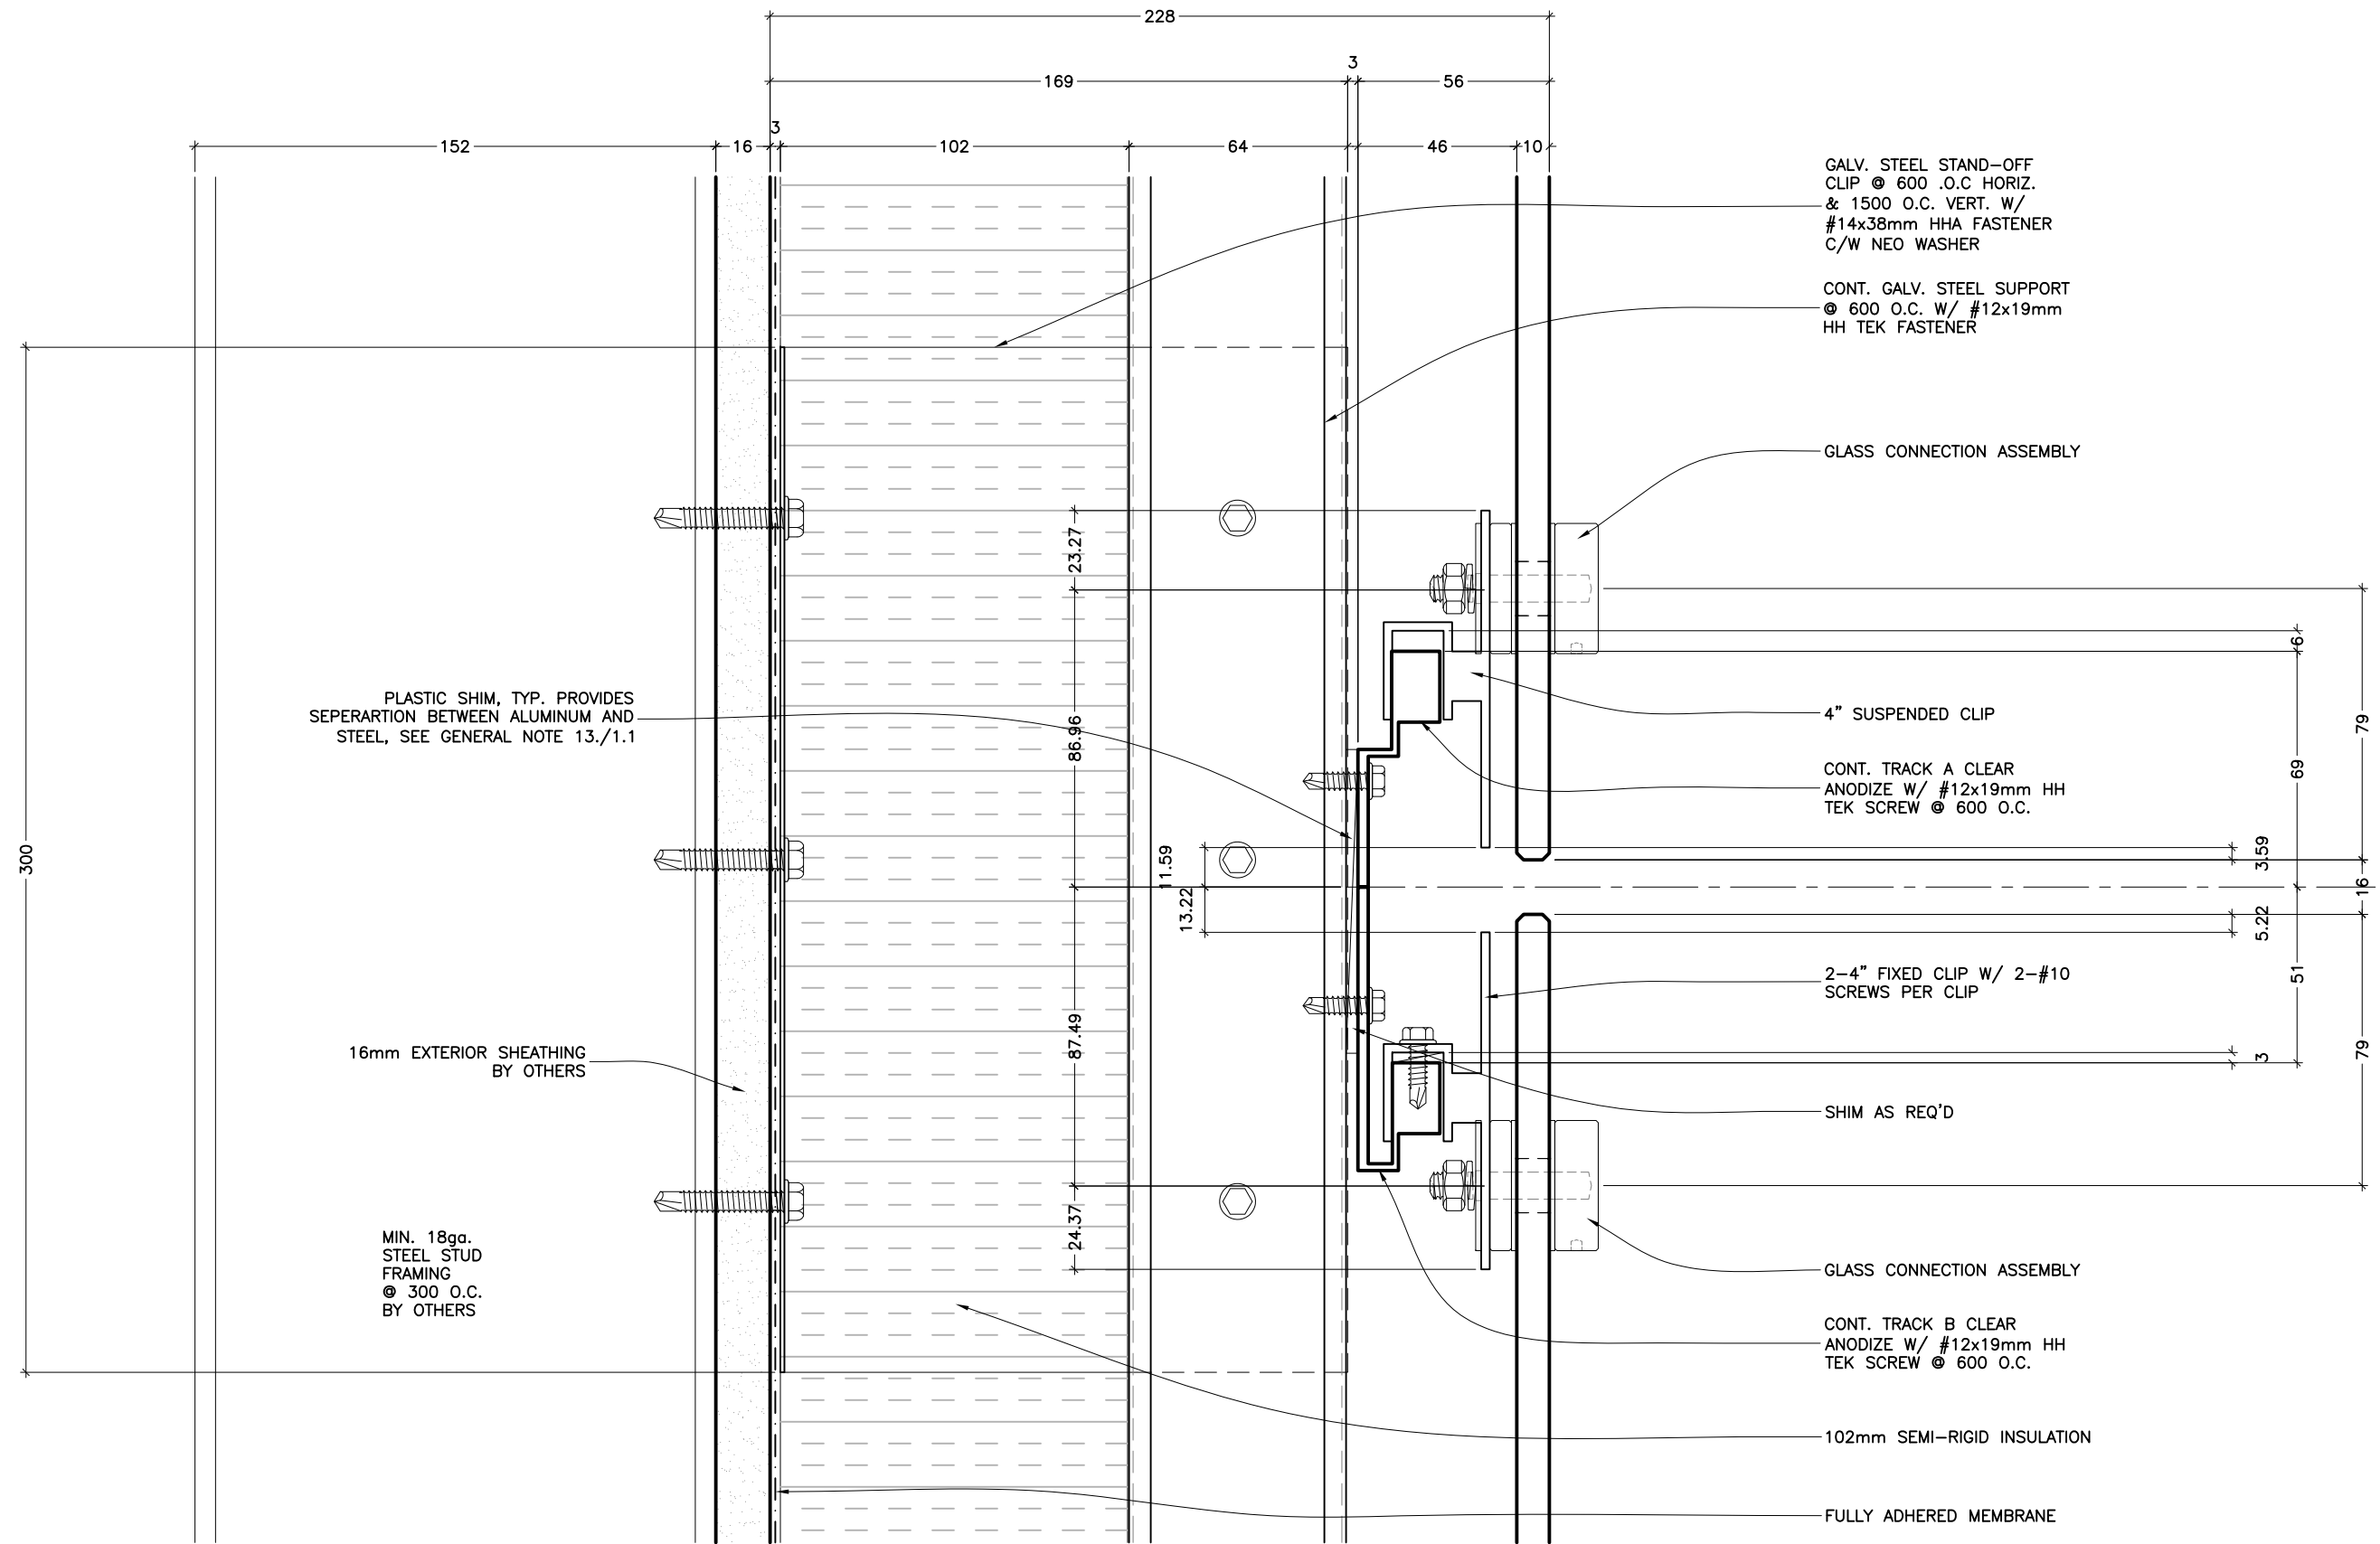 228
169
3
56
152
16
3
102
64
46
10
GALV. STEEL STAND-OFF
CLIP @ 600 .O.C HORIZ.
& 1500 O.C. VERT. W/
#14x38mm HHA FASTENER
C/W NEO WASHER
CONT. GALV. STEEL SUPPORT
@ 600 O.C. W/ #12x19mm
HH TEK FASTENER
GLASS CONNECTION ASSEMBLY
23.27
6
PLASTIC SHIM, TYP. PROVIDES
SEPERARTION BETWEEN ALUMINUM AND
STEEL, SEE GENERAL NOTE 13./1.1
4" SUSPENDED CLIP
86.96
79
69
CONT. TRACK A CLEAR
ANODIZE W/ #12x19mm HH
TEK SCREW @ 600 O.C.
300
11.59
3.59
16
13.22
5.22
51
2-4" FIXED CLIP W/ 2-#10
SCREWS PER CLIP
87.49
3
79
16mm EXTERIOR SHEATHING
BY OTHERS
SHIM AS REQ'D
24.37
MIN. 18ga.
STEEL STUD
FRAMING
@ 300 O.C.
BY OTHERS
GLASS CONNECTION ASSEMBLY
CONT. TRACK B CLEAR
ANODIZE W/ #12x19mm HH
TEK SCREW @ 600 O.C.
102mm SEMI-RIGID INSULATION
FULLY ADHERED MEMBRANE